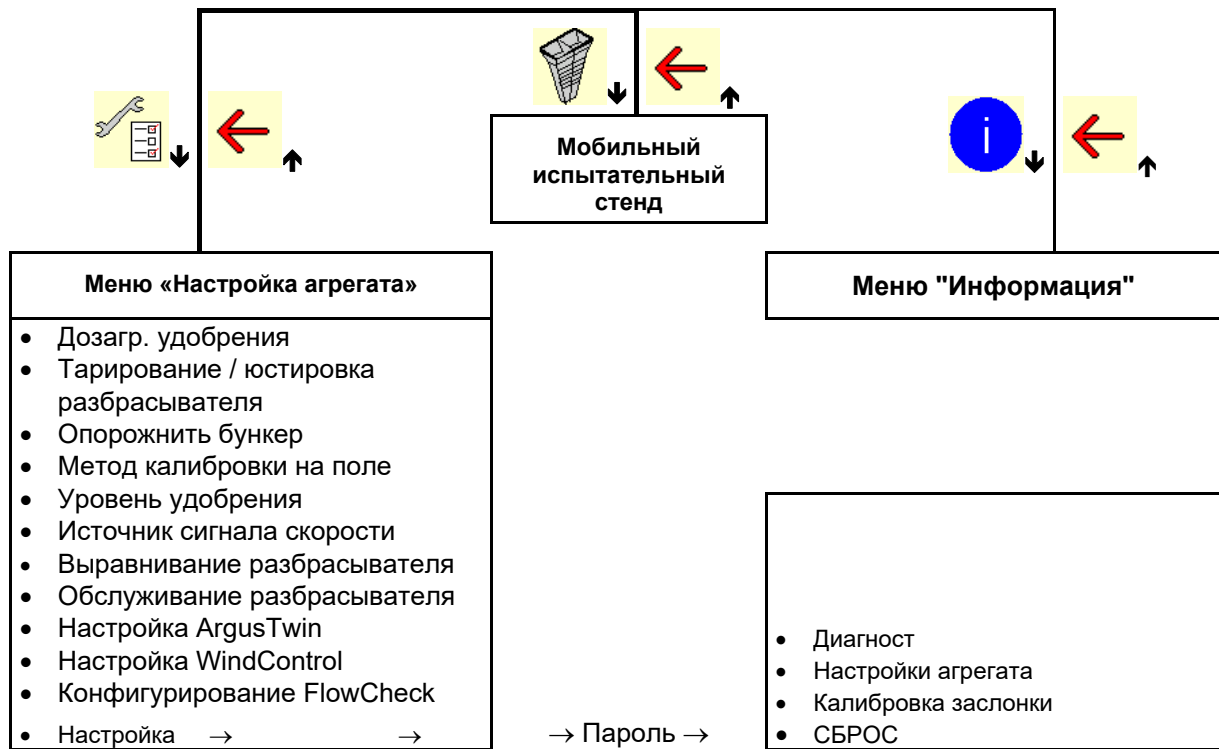 i
Мобильный
испытательный
стенд
Меню «Настройка агрегата»
• Дозагр. удобрения
• Тарирование / юстировка
разбрасывателя
• Опорожнить бункер
• Метод калибровки на поле
• Уровень удобрения
• Источник сигнала скорости
• Выравнивание разбрасывателя
• Обслуживание разбрасывателя
• Настройка ArgusTwin
• Настройка WindControl
• Конфигурирование FlowCheck
• Настройка → → → Пароль →
Меню "Информация"
• Диагност
• Настройки агрегата
• Калибровка заслонки
• СБРОС